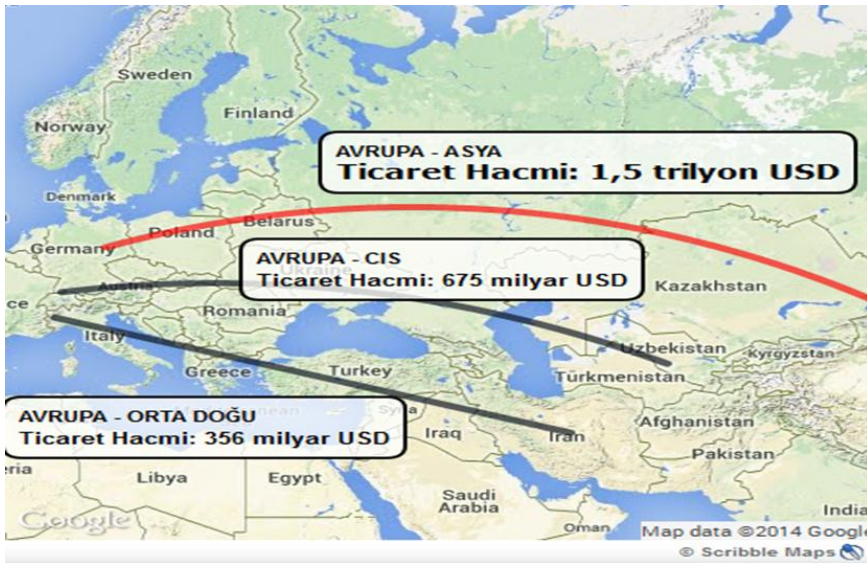 Sweden
Finland
Norway
AVRUPA - ASYA
Ticaret Hacmi: 1,5 trilyon USD
Denmark
Belarus
Poland
Germany
AVRUPA - CIS
Ticaret Hacmi: 675 milyar USD
Ukraine
Austria
Kazakhstan
ce
Romania
Italy
Uzbekistan
Kyrgyzstan
Greece
Turkey
Türkmenistan
AVRUPA - ORTA DOĞU
Ticaret Hacmi: 356 milyar USD
Syria
Iraq
Iran
Afghanistan
Pakistan
eria
Libya
Egypt
Saudi
Arabia
India
Google
Oman
Map data ©2014 Google
© Scribble Maps